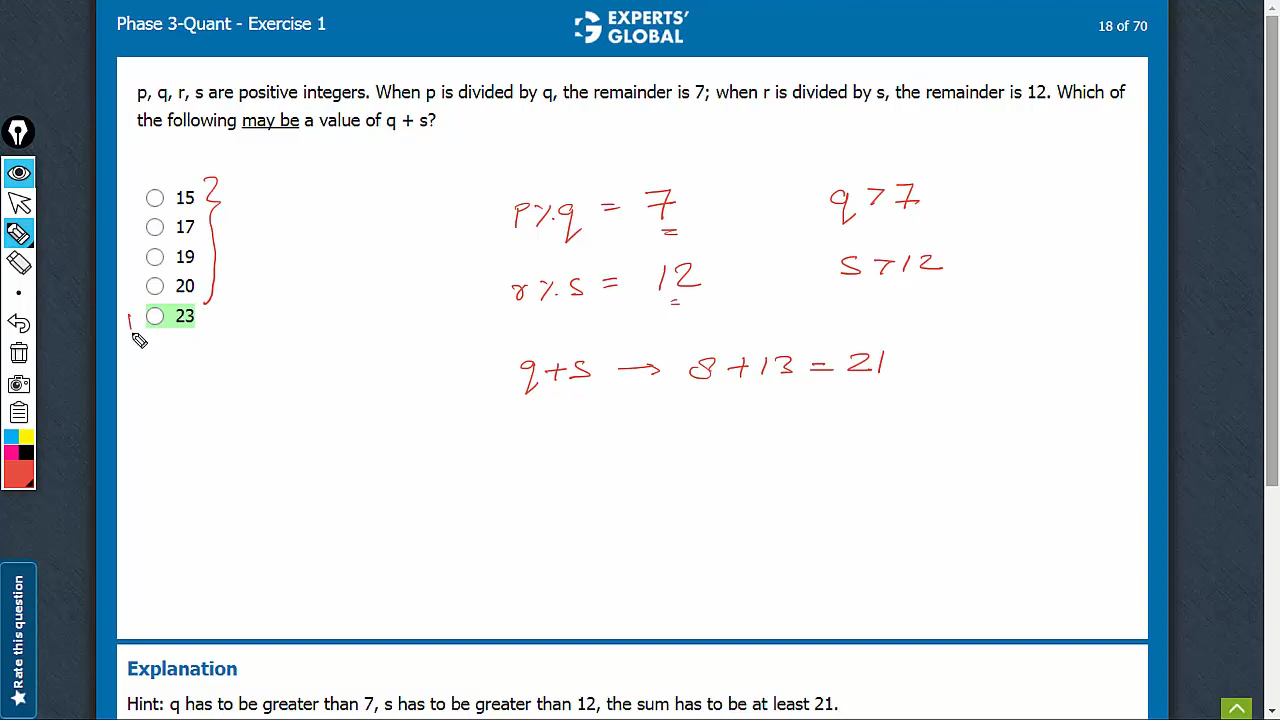 Phase 3-Quant - Exercise 1
EXPERTS’
GLOBAL
18 of 70
p, q, r, s are positive integers. When p is divided by q, the remainder is 7; when r is divided by s, the remainder is 12. Which of
the following may be a value of q + s?
15
17
19
20
23
p % q = 7
q > 7
r % s = 12
s > 12
q + s → 8 + 13 = 21
Rate this question
Explanation
Hint: q has to be greater than 7, s has to be greater than 12, the sum has to be at least 21.